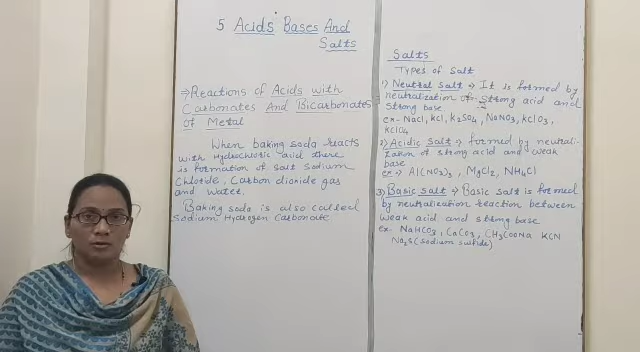 5 Acids Bases And
Salts
⇒ Reactions of Acids with
Carbonates And Bicarbonates
Of Metal
When baking soda reacts
with Hydrochloric acid there
is formation of salt sodium
Chloride, Carbon dioxide gas
and water.
Baking soda is also called
Sodium Hydrogen Carbonate
Salts
Types of Salt
1) Neutral Salt → It is formed by
neutralization of strong acid and
strong base.
ex- NaCl, KCl, K2SO4, NaNO3, KClO3,
KClO4
2) Acidic salt → formed by neutrali-
zation of strong acid and weak
base
ex → Al(NO3)3, MgCl2, NH4Cl
3) Basic salt → Basic salt is formed
by neutralization reaction between
weak acid and strong base
ex. NaHCO3, CaCO3, CH3COONa KCN
Na2S (sodium sulfide)